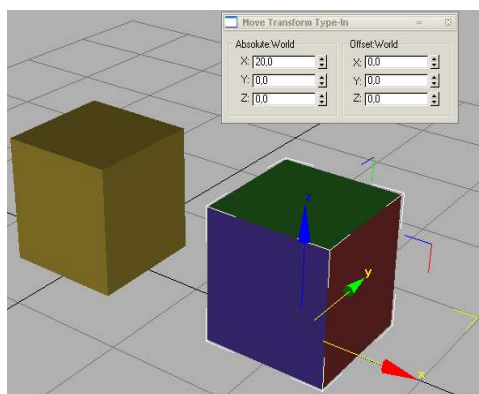 Move Transform Type-In
Absolute:World
X: 20,0
Y: 0,0
Z: 0,0
Offset:World
X: 0,0
Y: 0,0
Z: 0,0
z
y
x